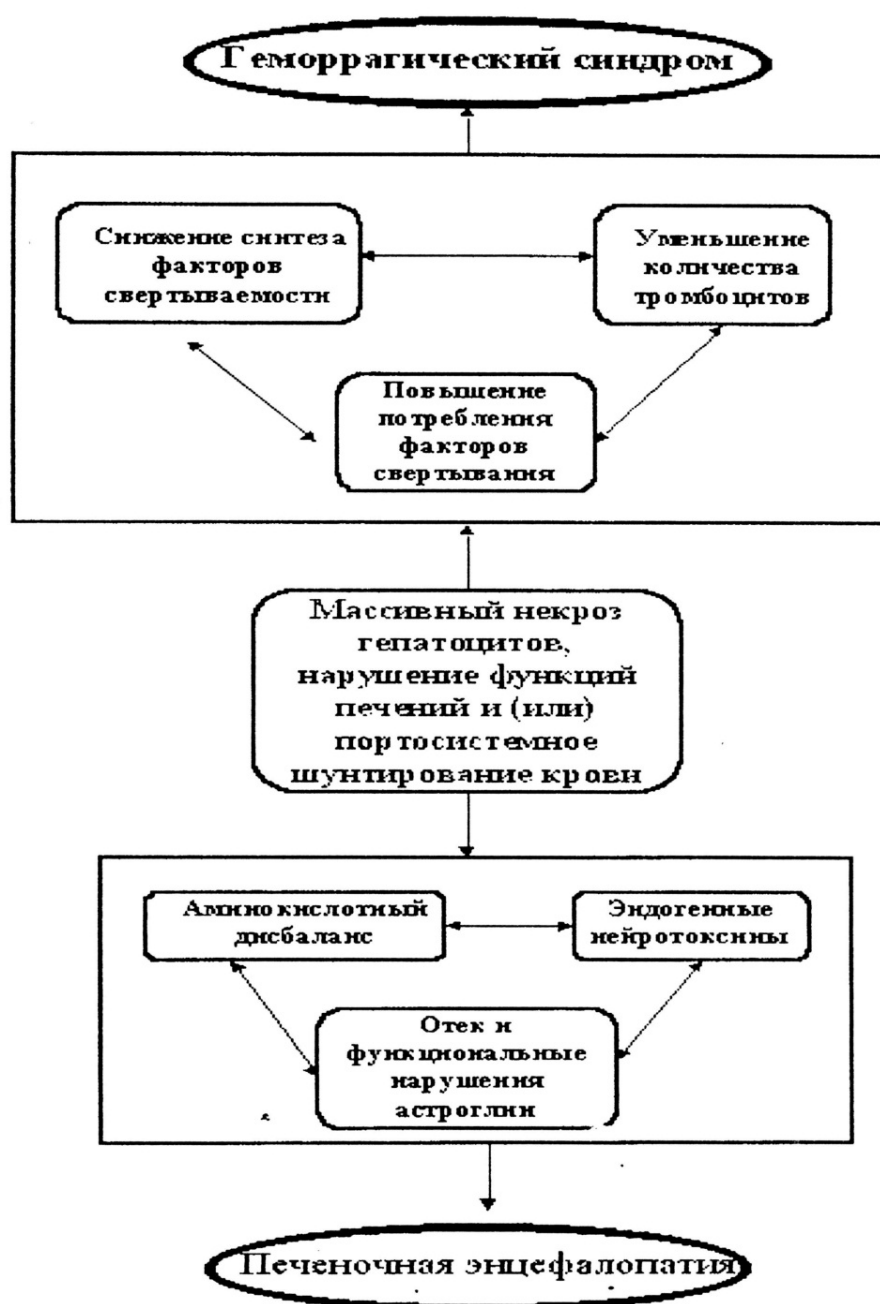 Геморрагический синдром
Снижение синтеза
факторов
свертываемости
Уменьшение
количества
тромбоцитов
Повышение
потребления
факторов
свертывания
Массивный некроз
гепатоцитов,
нарушение функций
печений и (или)
портосистемное
шунтирование крови
Аминокислотный
дисбаланс
Эндогенные
нейротоксины
Отек и
функциональные
нарушения
астроглии
Печеночная энцефалопатия